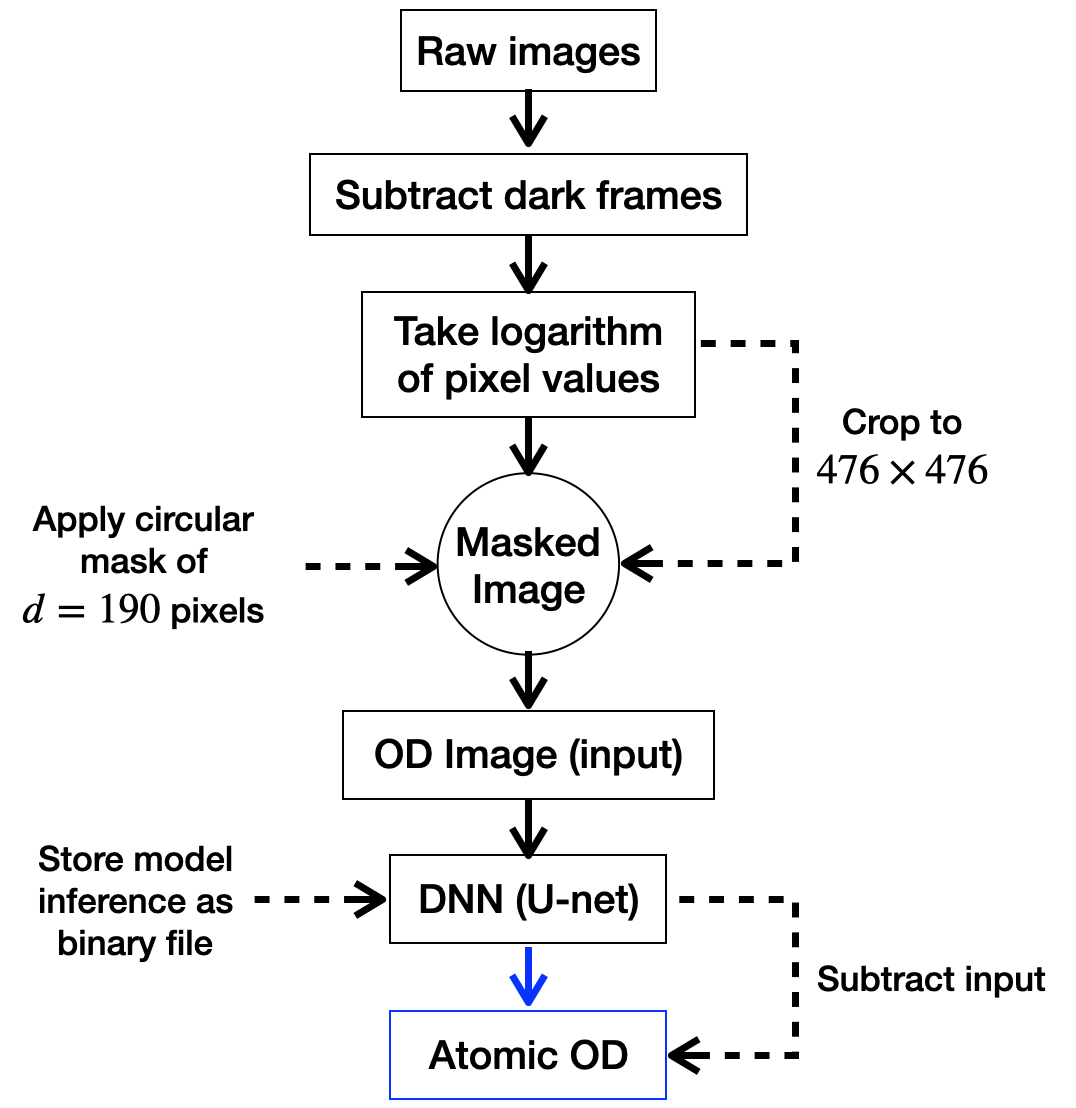 Raw images
Subtract dark frames
Take logarithm
of pixel values
Crop to
476 × 476
Apply circular
mask of
d = 190 pixels
Masked
Image
OD Image (input)
Store model
inference as
binary file
DNN (U-net)
Subtract input
Atomic OD